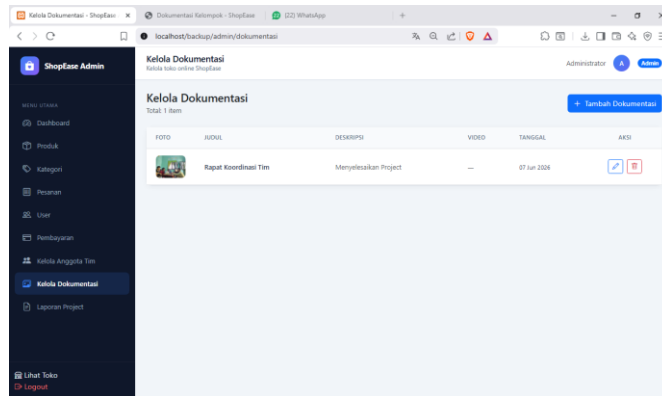 Kelola Dokumentasi - ShopEase
Dokumentasi Kelompok - ShopEase
(22) WhatsApp
localhost/backup/admin/dokumentasi
ShopEase Admin
MENU UTAMA
Dashboard
Produk
Kategori
Pesanan
User
Pembayaran
Kelola Anggota Tim
Kelola Dokumentasi
Laporan Project
Lihat Toko
Logout
Kelola Dokumentasi
Kelola toko online ShopEase
Administrator A Admin
Kelola Dokumentasi
Total: 1 item
+ Tambah Dokumentasi
FOTO JUDUL DESKRIPSI VIDEO TANGGAL AKSI
Rapat Koordinasi Tim Menyelesaikan Project — 07 Jun 2026